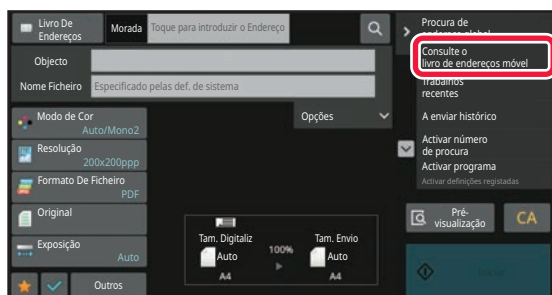 Livro De
Endereços
Morada
Toque para introduzir o Endereço
Objecto
Nome Ficheiro
Especificado pelas def. de sistema
Modo de Cor
Auto/Mono2
Resolução
200x200ppp
Formato De Ficheiro
PDF
Original
Exposição
Auto
Outros
Opções
Tam. Digitaliz
Auto
A4
100%
Tam. Envio
Auto
A4
Procura de
endereço global
Consulte o
livro de endereços móvel
Trabalhos
recentes
A enviar histórico
Activar número
de procura
Activar programa
Activar definições registadas
Pré-
visualização
CA